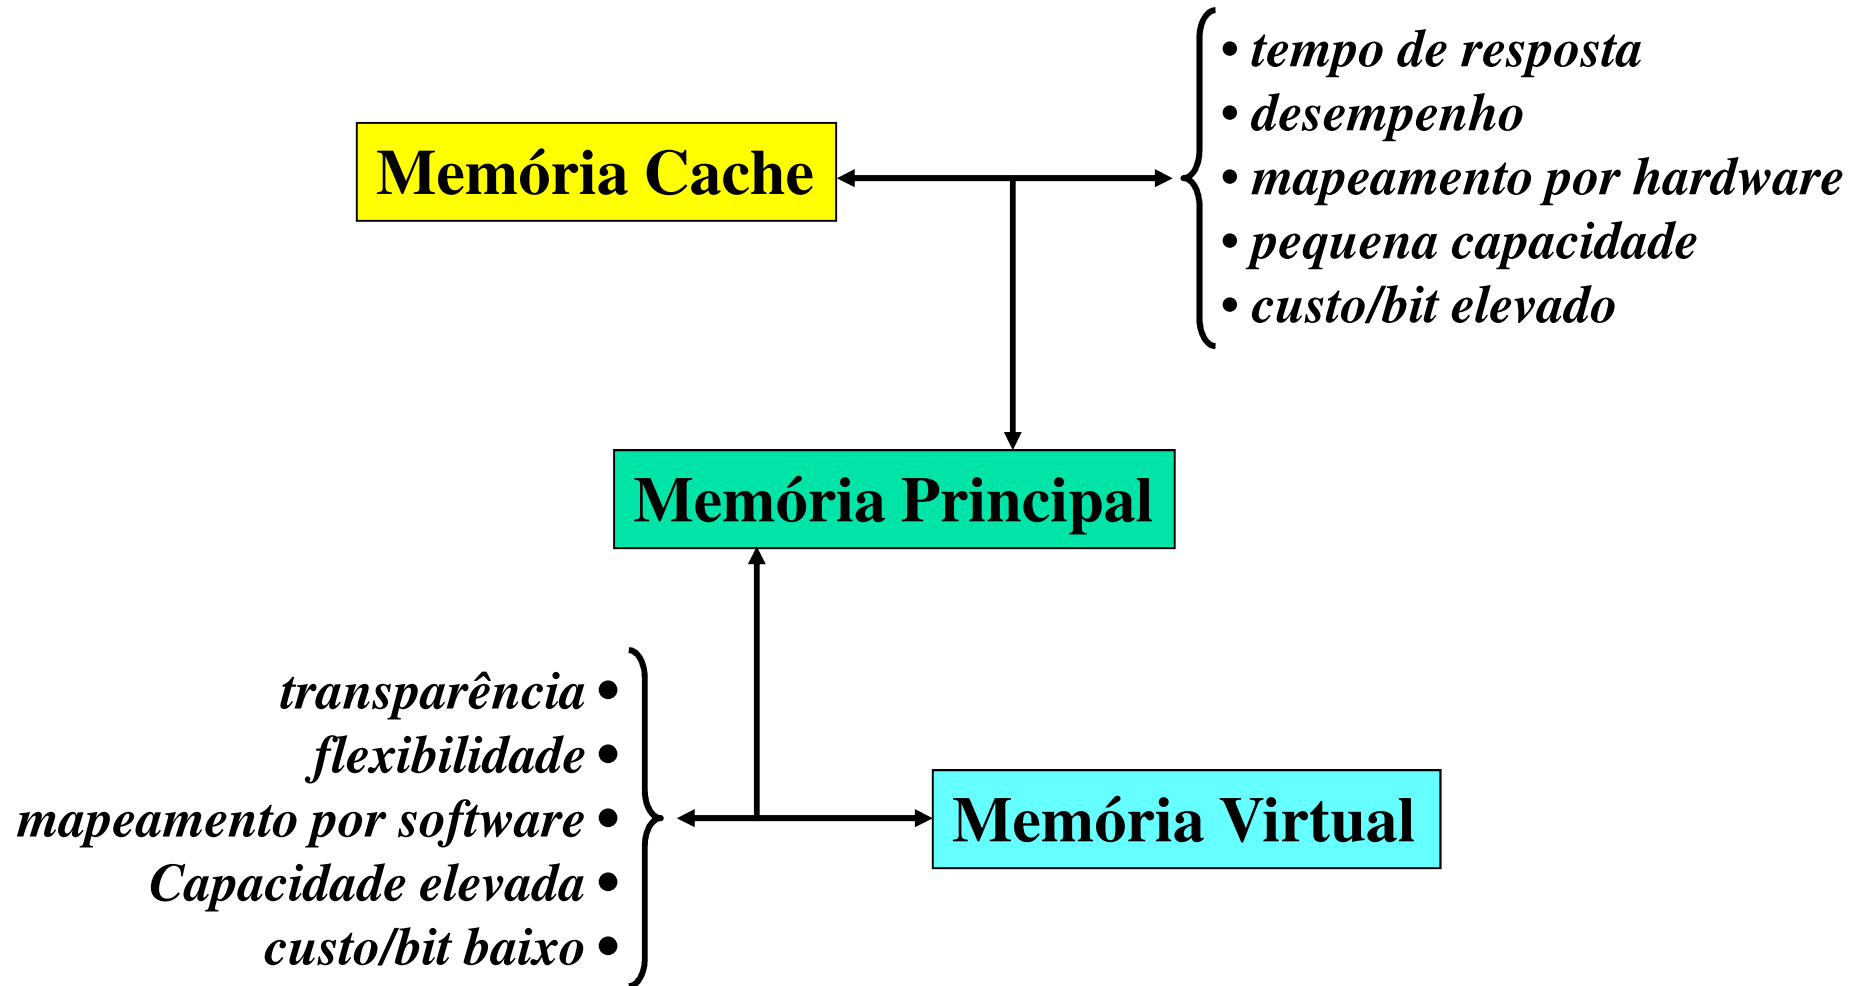 • tempo de resposta
• desempenho
Memória Cache
• mapeamento por hardware
• pequena capacidade
• custo/bit elevado
Memória Principal
transparência •
flexibilidade •
mapeamento por software •
Memória Virtual
Capacidade elevada •
custo/bit baixo •